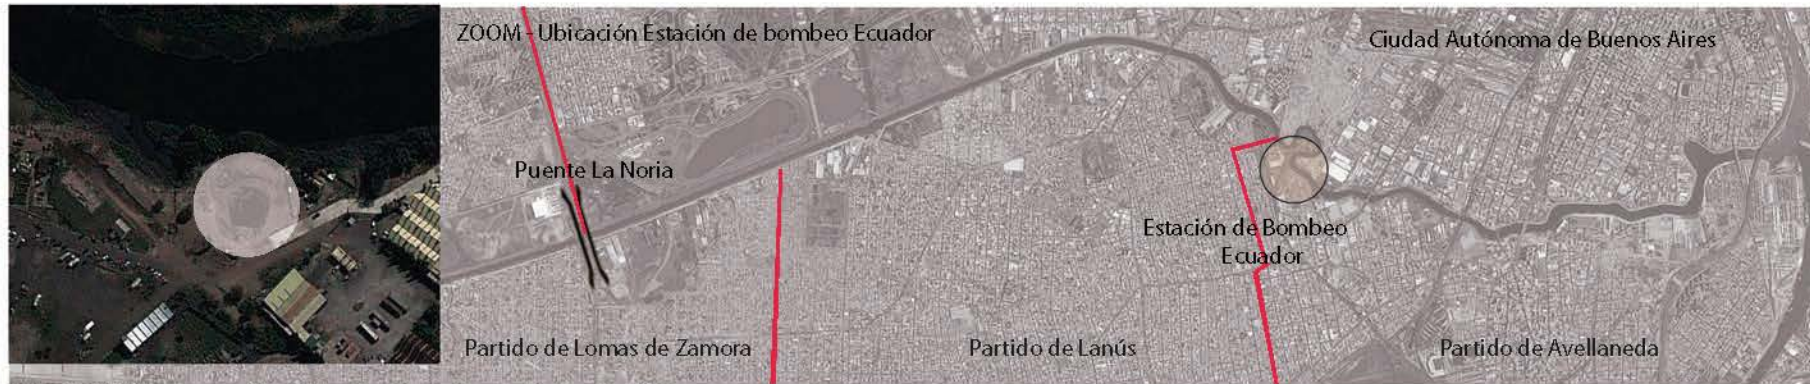 ZOOM - Ubicación Estación de bombeo Ecuador
Ciudad Autónoma de Buenos Aires
Puente La Noria
Estación de Bombeo
Ecuador
Partido de Lomas de Zamora
Partido de Lanús
Partido de Avellaneda